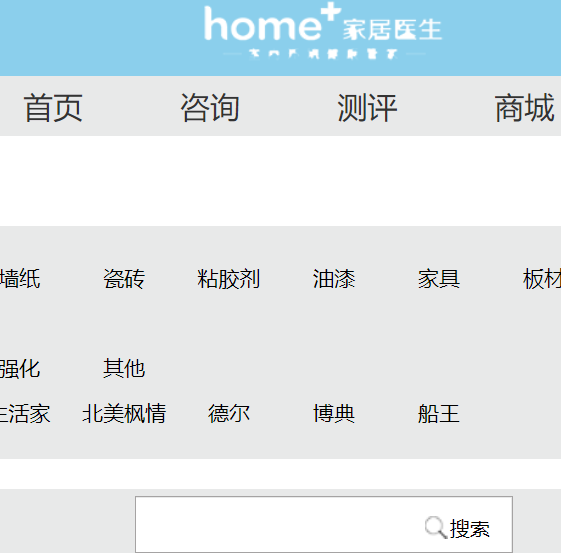 home+家居医生
首页 咨询 测评 商城
墙纸 瓷砖 粘胶剂 油漆 家具 板材
强化 其他
生活家 北美枫情 德尔 博典 船王
搜索